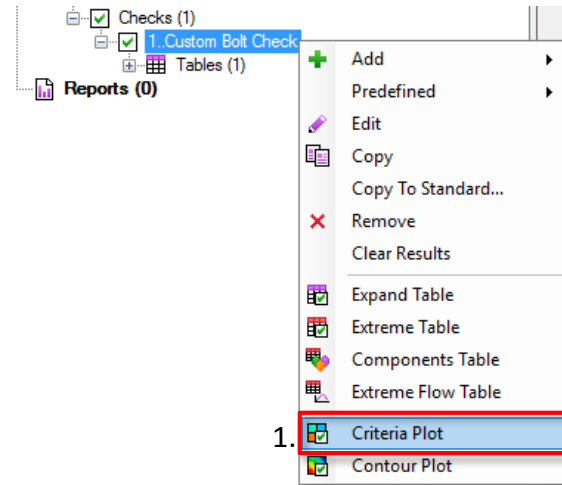 Checks (1)
1..Custom Bolt Check
Tables (1)
Reports (0)
Add
Predefined
Edit
Copy
Copy To Standard...
Remove
Clear Results
Expand Table
Extreme Table
Components Table
Extreme Flow Table
1. Criteria Plot
Contour Plot